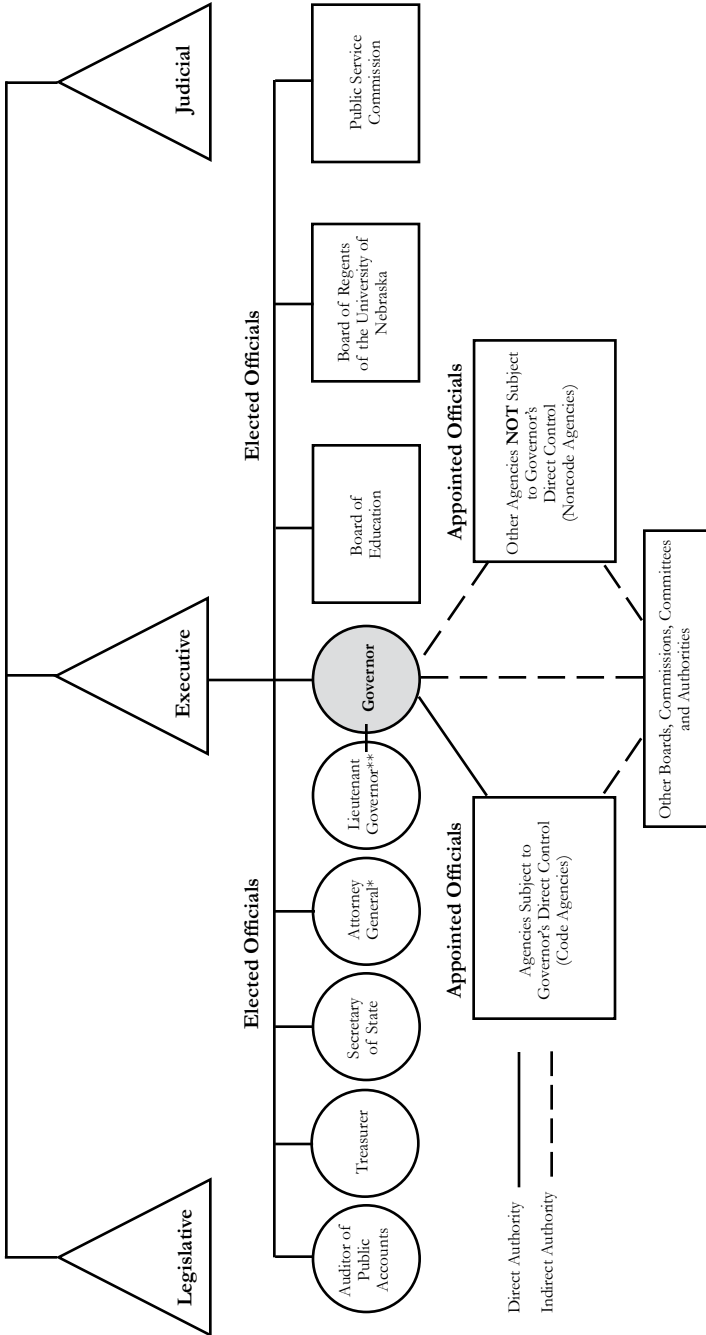 Legislative
Executive
Judicial
Elected Officials
Elected Officials
Auditor of
Public
Accounts
Treasurer
Secretary
of State
Attorney
General*
Lieutenant
Governor**
Governor
Board of
Education
Board of Regents
of the University of
Nebraska
Public Service
Commission
Appointed Officials
Agencies Subject to
Governor's Direct Control
(Code Agencies)
Appointed Officials
Other Agencies NOT Subject
to Governor's
Direct Control
(Noncode Agencies)
Other Boards, Commissions, Committees
and Authorities
Direct Authority
Indirect Authority